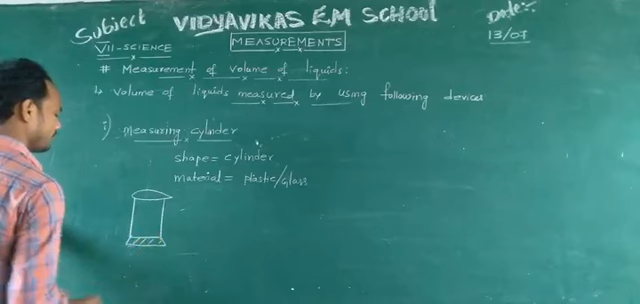 Subject VIDYAVIKAS E.M SCHOOL Date:-
VII-SCIENCE MEASUREMENTS 13/07
# Measurement of volume of liquids:
↳ volume of liquids measured by using following devices
i) measuring cylinder
shape= cylinder
material= plastic/Glass